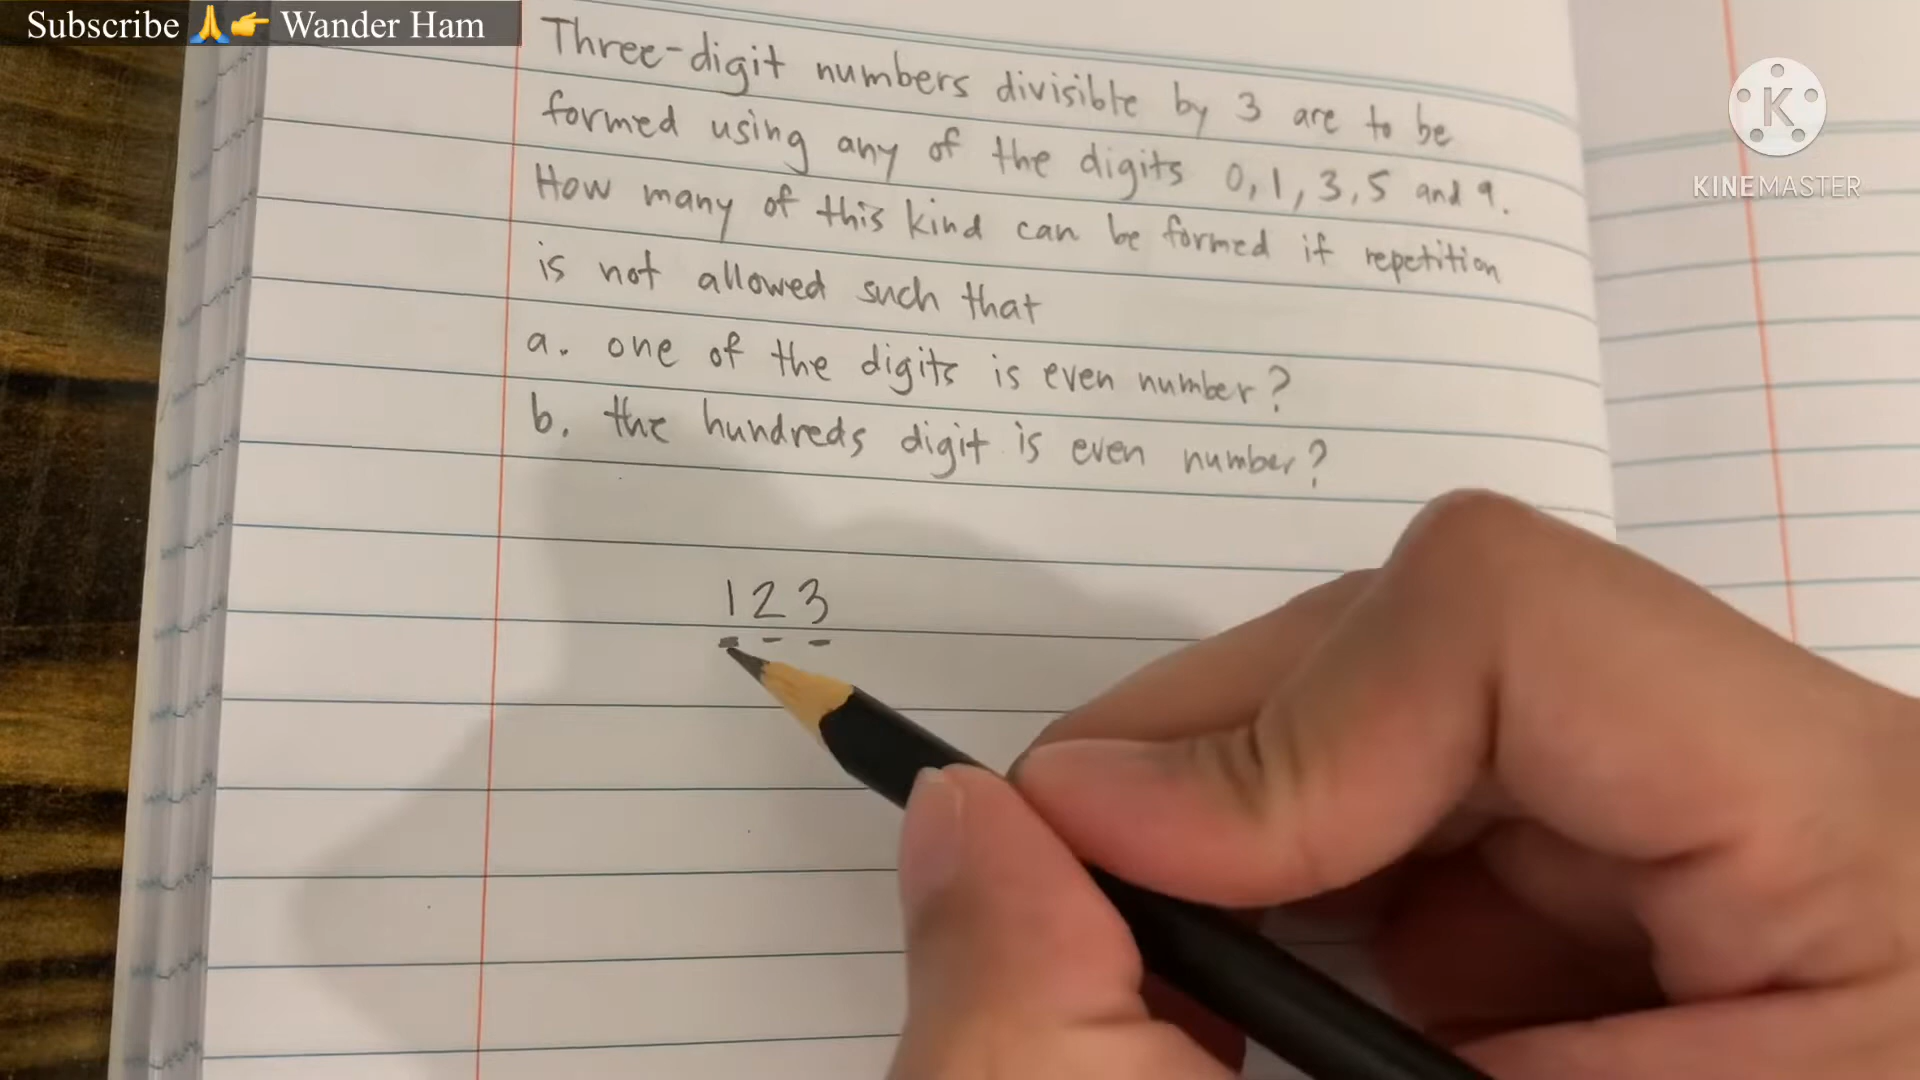 Subscribe 🙏👉 Wander Ham
Three-digit numbers divisible by 3 are to be
formed using any of the digits 0, 1, 3, 5 and 9.
How many of this kind can be formed if repetition
is not allowed such that
a. one of the digits is even number?
b. the hundreds digit is even number?
123
K
KINEMASTER